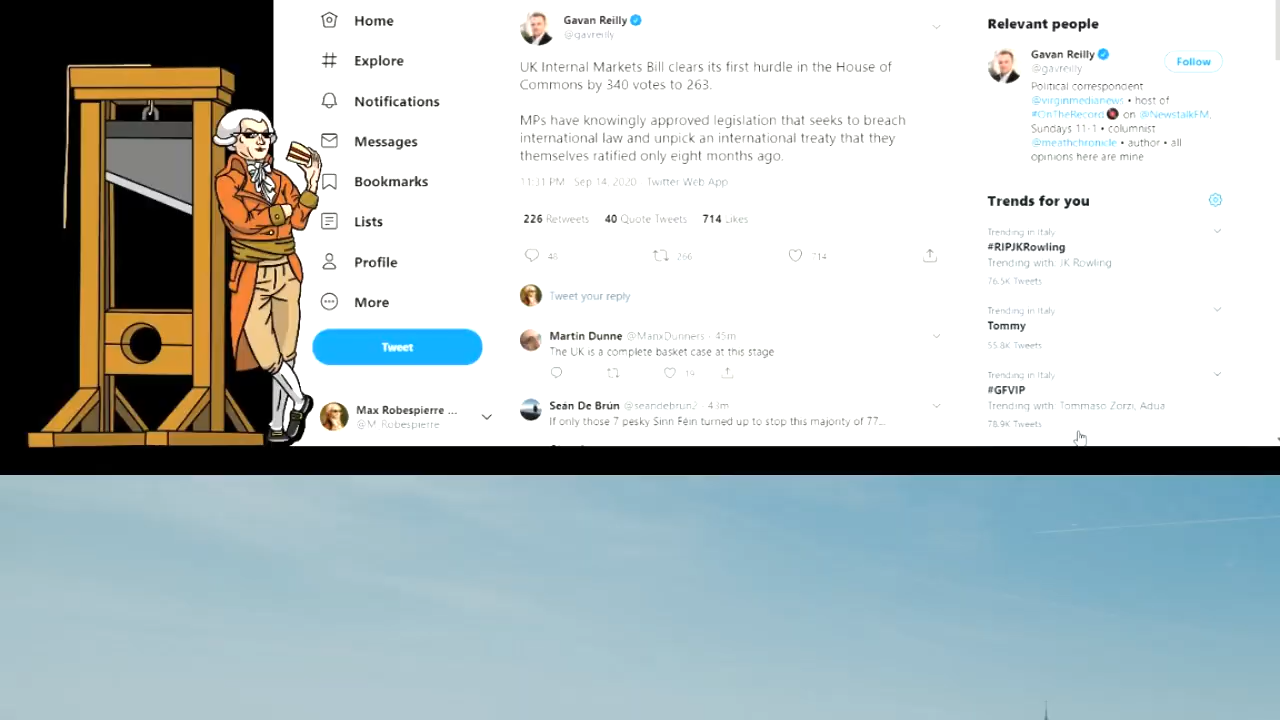 Home
Explore
Notifications
Messages
Bookmarks
Lists
Profile
More
Tweet
Max Robespierre ...
@M_Robespierre
Gavan Reilly
@gavreilly
UK Internal Markets Bill clears its first hurdle in the House of
Commons by 340 votes to 263.
MPs have knowingly approved legislation that seeks to breach
international law and unpick an international treaty that they
themselves ratified only eight months ago.
11:31 PM · Sep 14, 2020 · Twitter Web App
226 Retweets 40 Quote Tweets 714 Likes
48 266 714
Tweet your reply
Martin Dunne @ManxDunners · 45m
The UK is a complete basket case at this stage
19
Seán De Brún @seandebrun2 · 43m
If only those 7 pesky Sinn Féin turned up to stop this majority of 77...
Relevant people
Gavan Reilly
@gavreilly
Follow
Political correspondent
@virginmedianews • host of
#OnTheRecord on @NewstalkFM,
Sundays 11-1 • columnist
@meathchronicle • author • all
opinions here are mine
Trends for you
Trending in Italy
#RIPJKRowling
Trending with: JK Rowling
76.5K Tweets
Trending in Italy
Tommy
55.8K Tweets
Trending in Italy
#GFVIP
Trending with: Tommaso Zorzi, Adua
78.9K Tweets